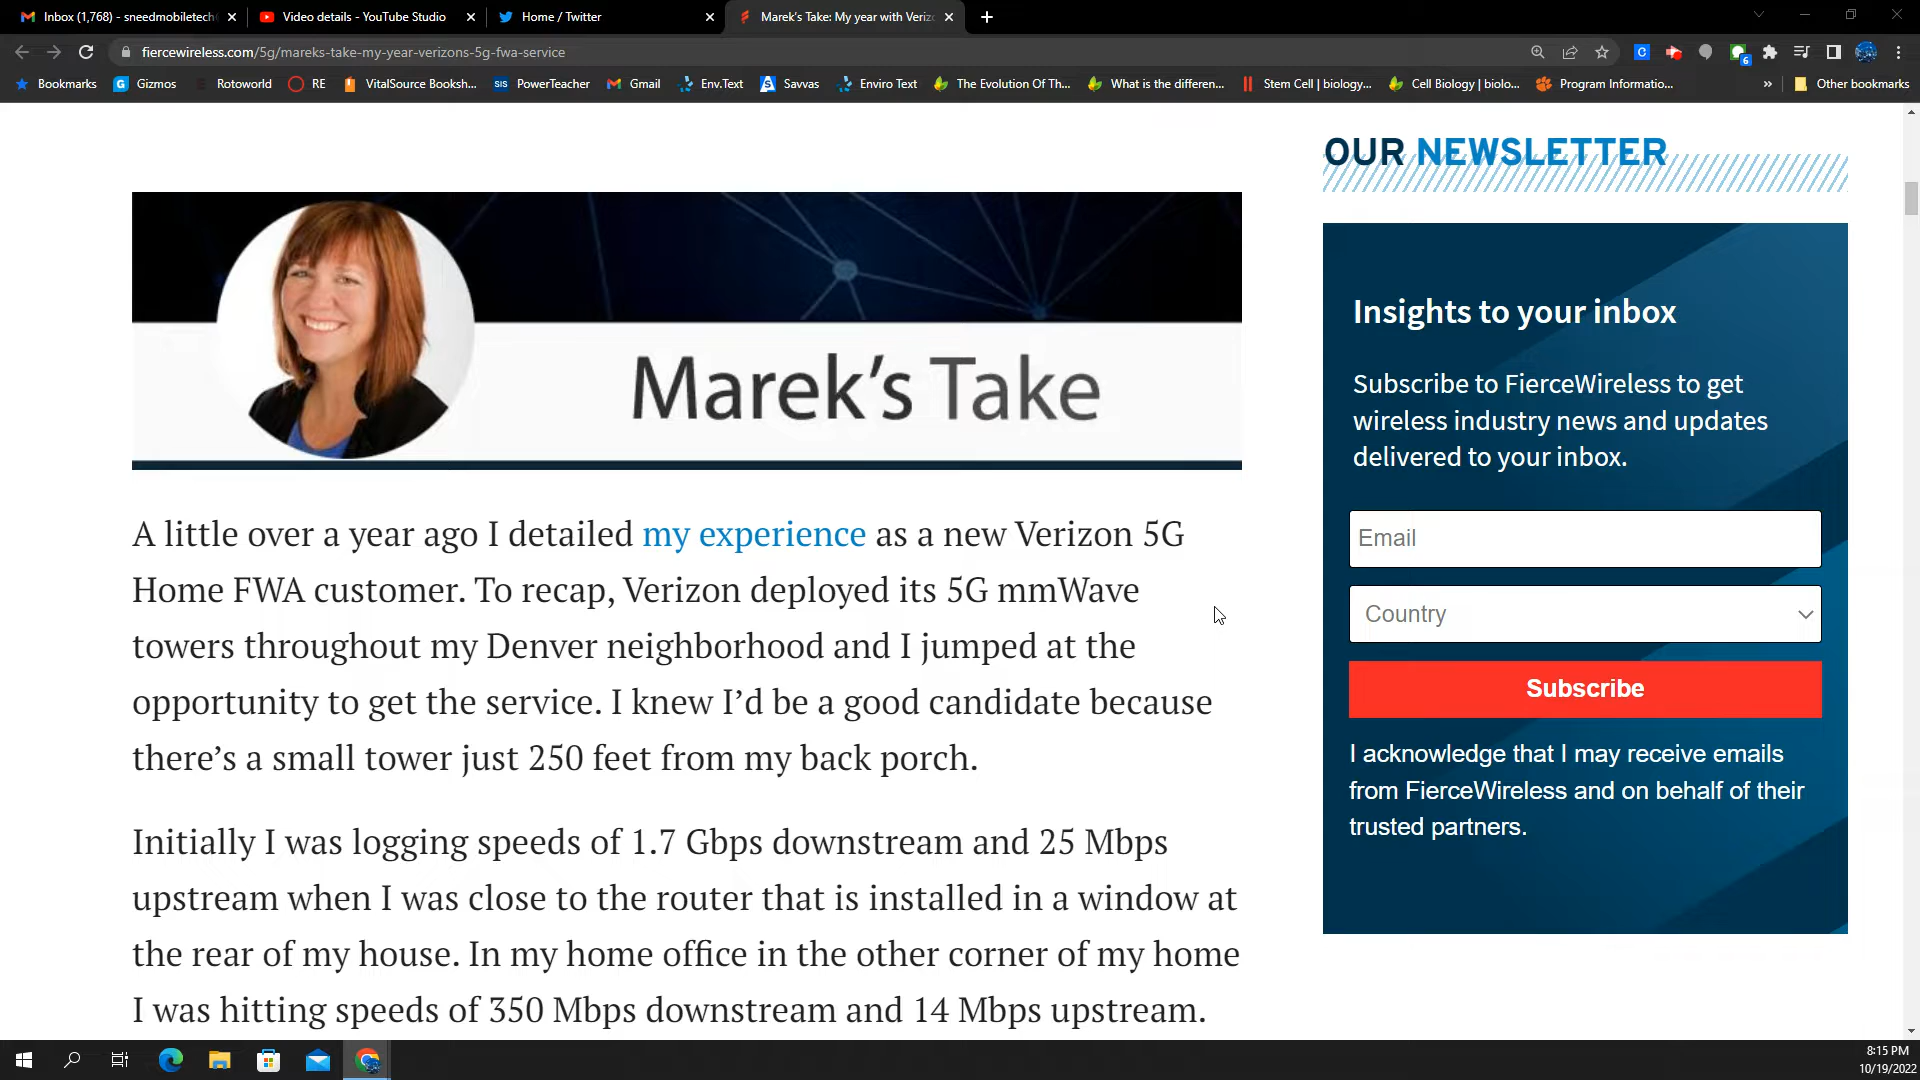 Inbox (1,768) - sneedmobiletech
Video details - YouTube Studio
Home / Twitter
Marek's Take: My year with Veriz
fiercewireless.com/5g/mareks-take-my-year-verizons-5g-fwa-service
Bookmarks
G
Gizmos
Rotoworld
RE
VitalSource Booksh...
SIS
PowerTeacher
Gmail
Env.Text
S
Savvas
Enviro Text
The Evolution Of Th...
What is the differen...
Stem Cell | biology...
Cell Biology | biolo...
Program Informatio...
»
Other bookmarks
C
6
Marek's Take
A little over a year ago I detailed my experience as a new Verizon 5G
Home FWA customer. To recap, Verizon deployed its 5G mmWave
towers throughout my Denver neighborhood and I jumped at the
opportunity to get the service. I knew I’d be a good candidate because
there’s a small tower just 250 feet from my back porch.
Initially I was logging speeds of 1.7 Gbps downstream and 25 Mbps
upstream when I was close to the router that is installed in a window at
the rear of my house. In my home office in the other corner of my home
I was hitting speeds of 350 Mbps downstream and 14 Mbps upstream.
OUR NEWSLETTER
Insights to your inbox
Subscribe to FierceWireless to get
wireless industry news and updates
delivered to your inbox.
Email
Country
Subscribe
I acknowledge that I may receive emails
from FierceWireless and on behalf of their
trusted partners.
8:15 PM
10/19/2022